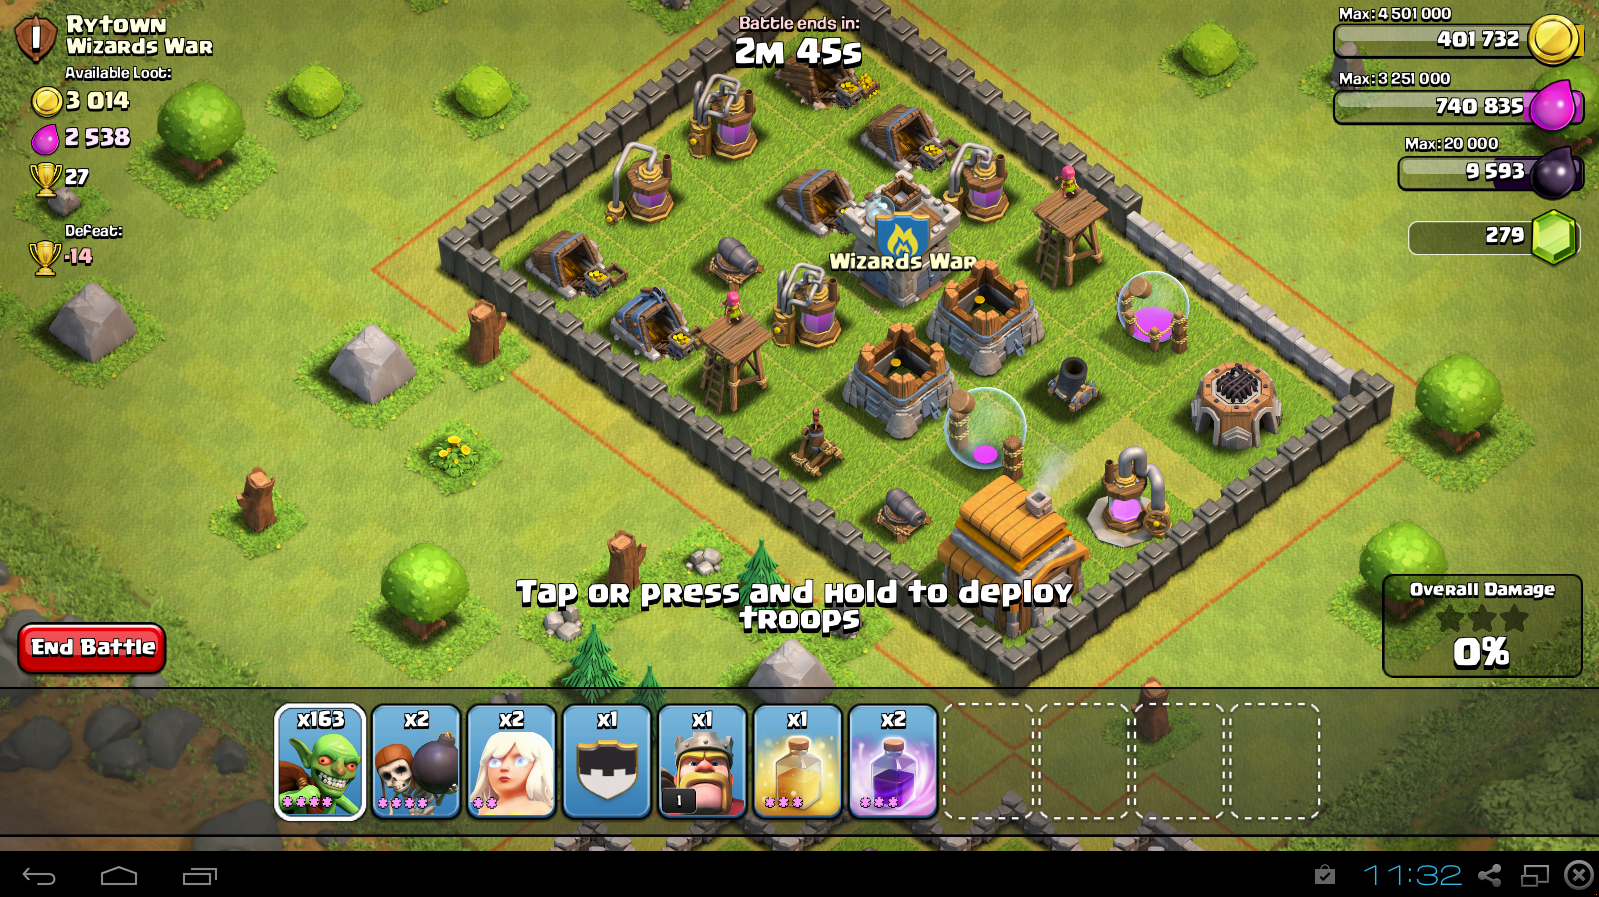 1
Rytown
Wizards War
Available Loot:
3 014
2 538
27
Defeat:
-14
Battle ends in:
2m 45s
Max: 4 501 000
401 732
Max: 3 251 000
740 835
Max: 20 000
9 593
279
Wizards War
Tap or press and hold to deploy
troops
End Battle
Overall Damage
0%
x163
x2
x2
x1
x1
x1
x2
1
11:32